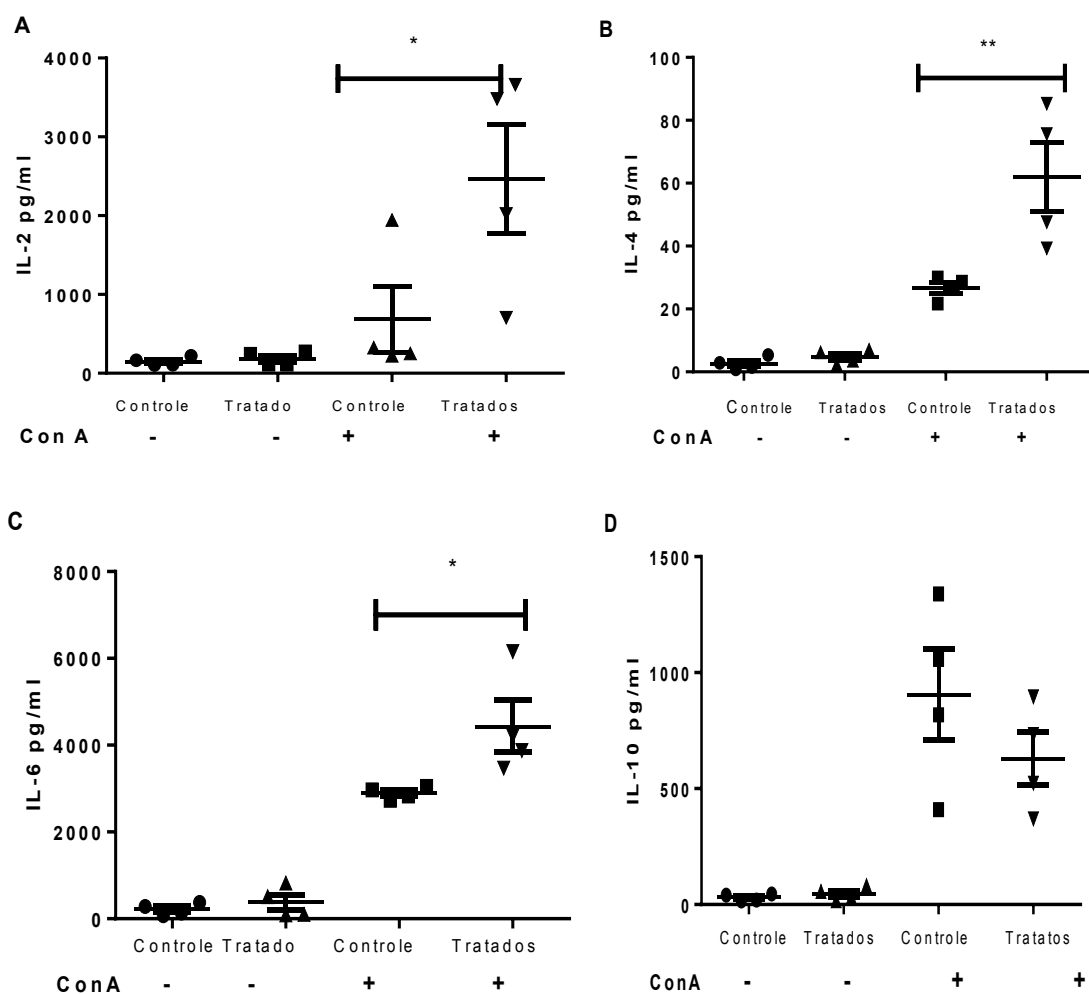 A
*
4000
3000
2000
1000
0
IL-2 pg/ml
Controle Tratado Controle Tratados
ConA - - + +
B
**
100
80
60
40
20
0
IL-4 pg/ml
Controle Tratados Controle Tratados
ConA - - + +
C
*
8000
6000
4000
2000
0
IL-6 pg/ml
Controle Tratado Controle Tratados
ConA - - + +
D
1500
1000
500
0
IL-10 pg/ml
Controle Tratados Controle Tratatos
ConA - - + +